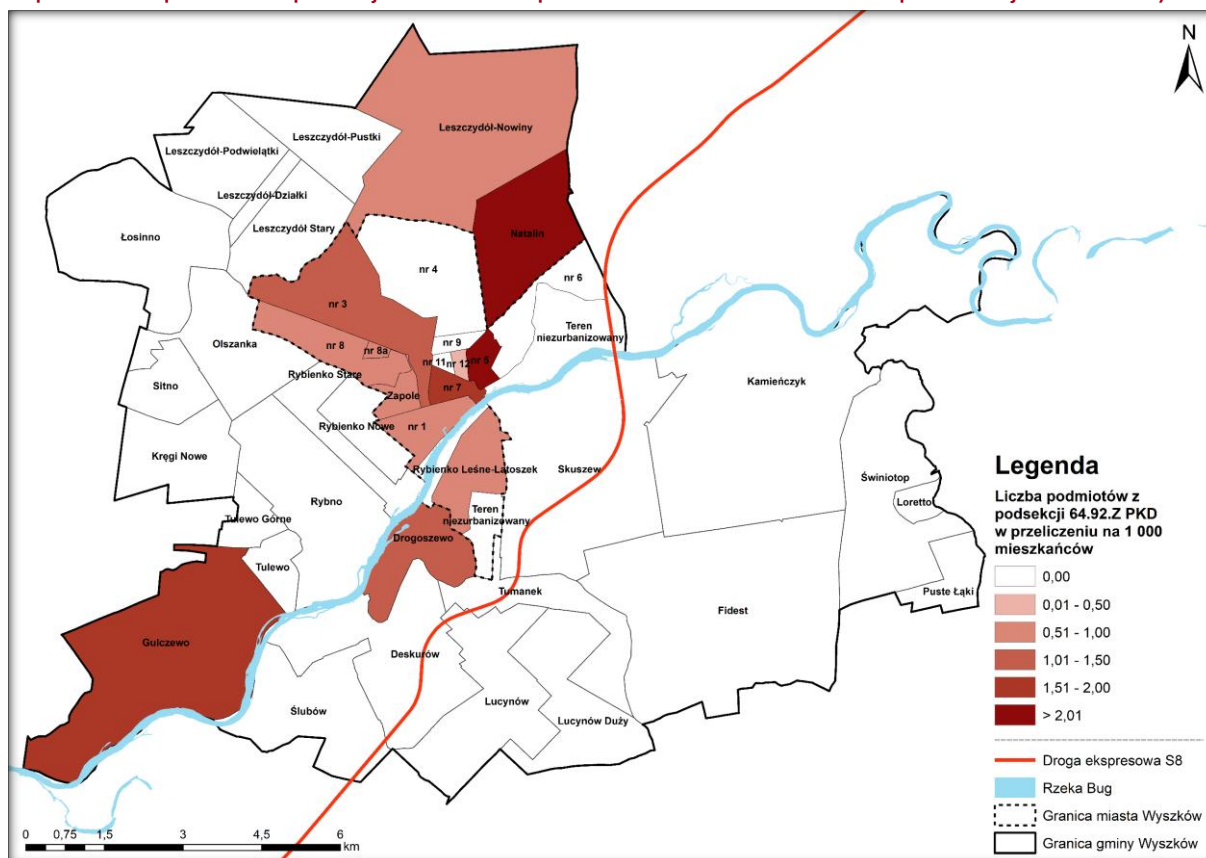 N
Leszczydół-Nowiny
Leszczydół-Pustki
Leszczydół-Podwielątki
Leszczydół-Działki
Leszczydół Stary
Łosinno
Natalin
nr 4
nr 6
nr 3
Teren
niezurbanizowany
nr 9
nr 8
nr 8a
nr 11
nr 12
nr 5
Olszanka
Rybienko Stare
Sitno
Zapole
nr 7
Kamieńczyk
nr 1
Rybienko Nowe
Kręgi Nowe
Rybienko Leśne-Latoszek
Skuszew
Świniotop
Loretto
Rybno
Teren
niezurbanizowany
Tulewo Górne
Drogoszewo
Tulewo
Tumanek
Puste Łąki
Fidest
Gulczewo
Deskurów
Ślubów
Lucynów
Lucynów Duży
Legenda
Liczba podmiotów z
podsekcji 64.92.Z PKD
w przeliczeniu na 1 000
mieszkańców
0,00
0,01 - 0,50
0,51 - 1,00
1,01 - 1,50
1,51 - 2,00
> 2,01
Droga ekspresowa S8
Rzeka Bug
Granica miasta Wyszków
Granica gminy Wyszków
0 0,75 1,5 3 4,5 6
km